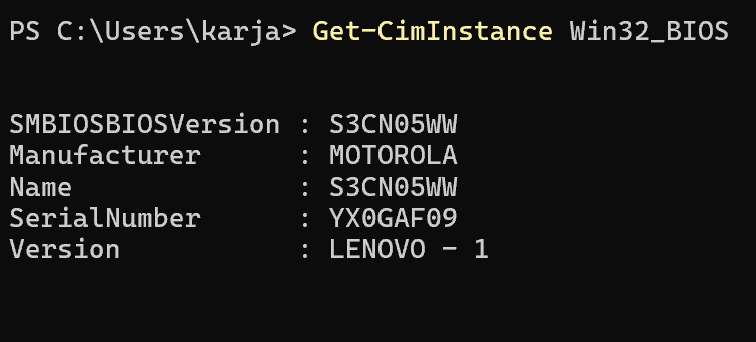 PS C:\Users\karja> Get-CimInstance Win32_BIOS
SMBIOSBIOSVersion : S3CN05WW
Manufacturer      : MOTOROLA
Name              : S3CN05WW
SerialNumber      : YX0GAF09
Version           : LENOVO - 1